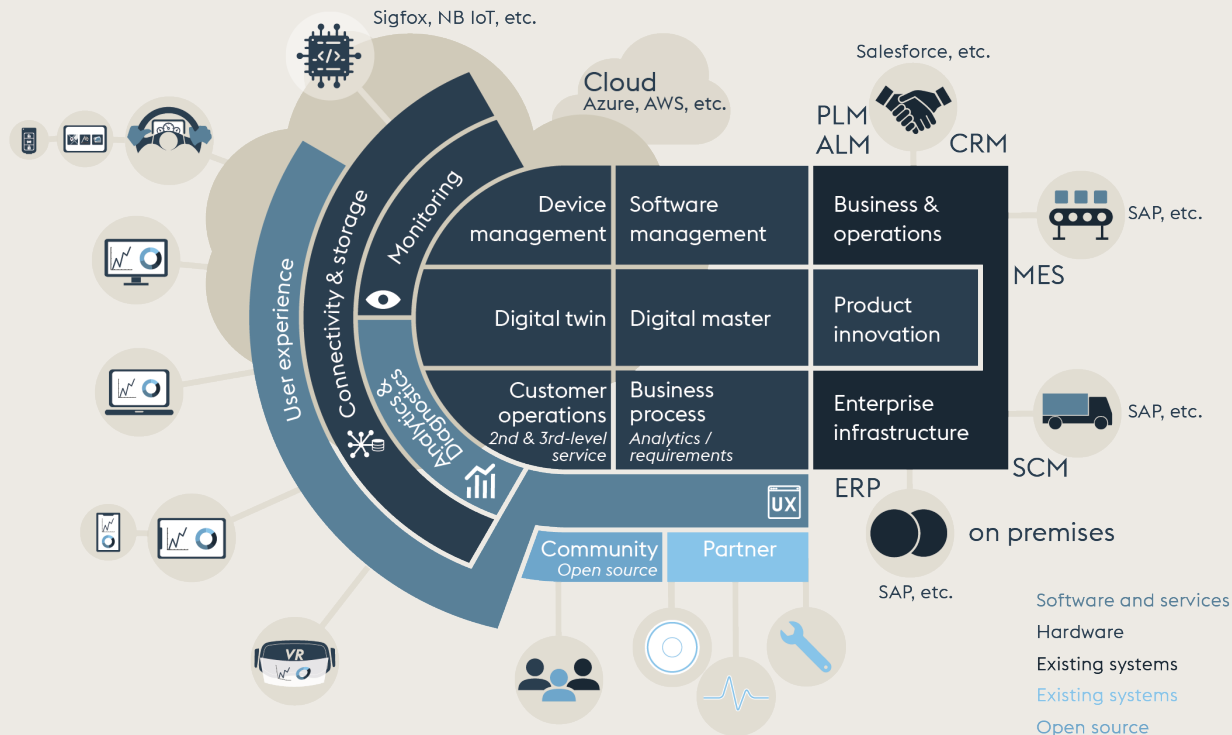 Sigfox, NB IoT, etc.
Cloud
Azure, AWS, etc.
Salesforce, etc.
PLM
ALM
CRM
SAP, etc.
MES
SAP, etc.
SCM
ERP
on premises
SAP, etc.
User experience
Connectivity & storage
Monitoring
Analytics &
Diagnostics
Device
management
Software
management
Business &
operations
Digital twin
Digital master
Product
innovation
Customer
operations
2nd & 3rd-level
service
Business
process
Analytics /
requirements
Enterprise
infrastructure
UX
Community
Open source
Partner
VR
</>
Software and services
Hardware
Existing systems
Existing systems
Open source